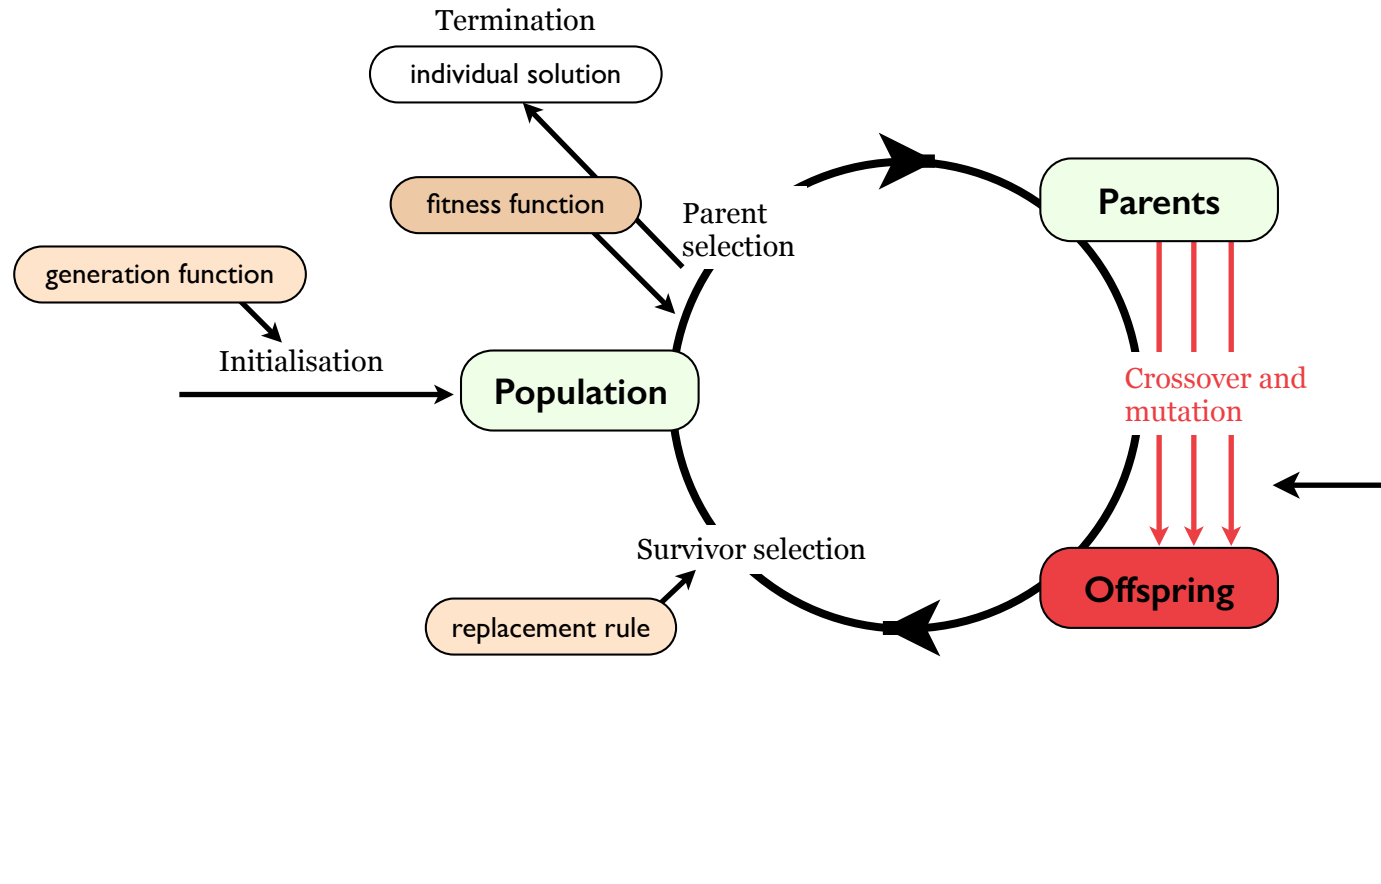 Termination
individual solution
fitness function
Parent
selection
Parents
generation function
Initialisation
Population
Crossover and
mutation
Survivor selection
Offspring
replacement rule